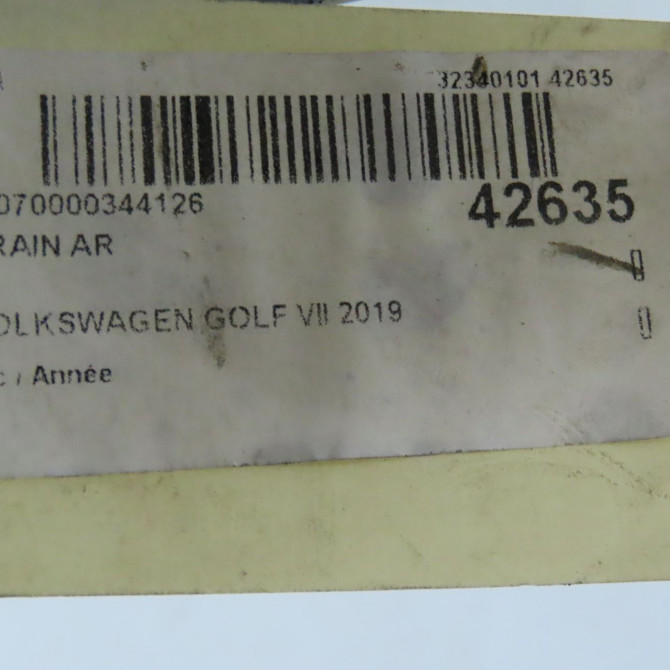 32340101 42635
070000344126
42635
RAIN AR
OLKSWAGEN GOLF VII 2019
c / Année